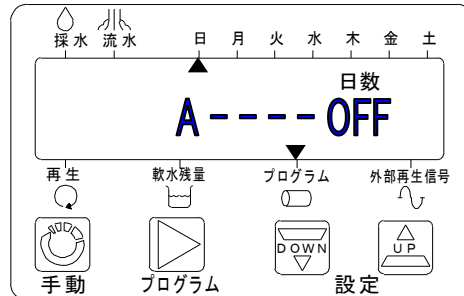 採水 流水 日 月 火 水 木 金 土
日数
A----OFF
再生 軟水残量 プログラム 外部再生信号
DOWN UP
手動 プログラム 設定